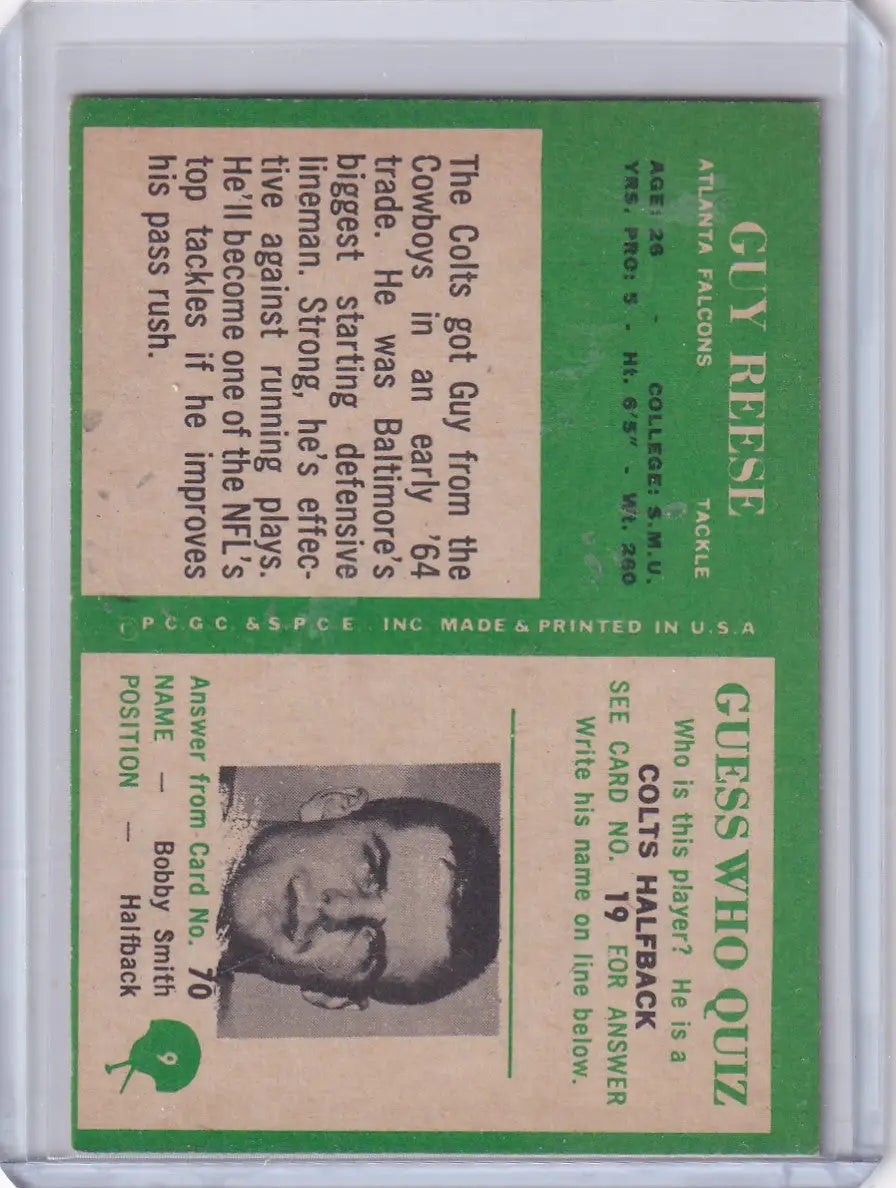 GUY REESE
ATLANTA FALCONS TACKLE
AGE: 26 - COLLEGE: S.M.U.
YRS. PRO: 5 - Ht. 6'5" - Wt. 260
The Colts got Guy from the
Cowboys in an early '64
trade. He was Baltimore's
biggest starting defensive
lineman. Strong, he's effec-
tive against running plays.
He'll become one of the NFL's
top tackles if he improves
his pass rush.
© P.C.G.C. & S.P.C.E. INC. MADE & PRINTED IN U.S.A
GUESS WHO QUIZ
Who is this player? He is a
COLTS HALFBACK
SEE CARD NO. 19 FOR ANSWER
Write his name on line below.
Answer from Card No. 70
NAME — Bobby Smith
POSITION — Halfback
9